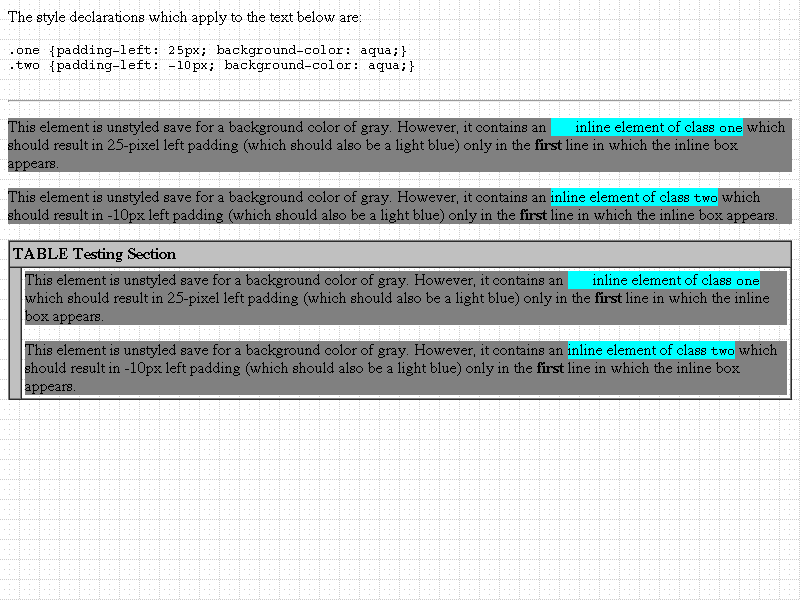 The style declarations which apply to the text below are:
.one {padding-left: 25px; background-color: aqua;}
.two {padding-left: -10px; background-color: aqua;}
This element is unstyled save for a background color of gray. However, it contains an inline element of class one which
should result in 25-pixel left padding (which should also be a light blue) only in the first line in which the inline box
appears.
This element is unstyled save for a background color of gray. However, it contains an inline element of class two which
should result in -10px left padding (which should also be a light blue) only in the first line in which the inline box appears.
TABLE Testing Section
This element is unstyled save for a background color of gray. However, it contains an inline element of class one
which should result in 25-pixel left padding (which should also be a light blue) only in the first line in which the inline
box appears.
This element is unstyled save for a background color of gray. However, it contains an inline element of class two which
should result in -10px left padding (which should also be a light blue) only in the first line in which the inline box
appears.